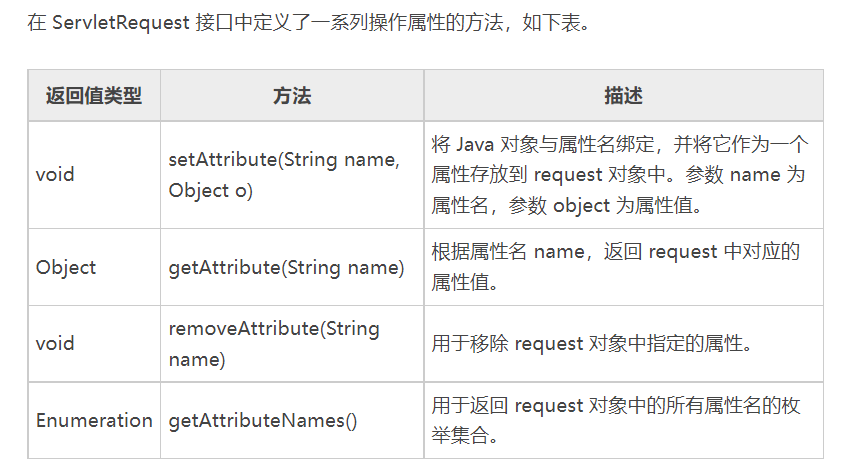 在 ServletRequest 接口中定义了一系列操作属性的方法，如下表。
返回值类型 方法 描述
void setAttribute(String name, Object o) 将 Java 对象与属性名绑定，并将它作为一个属性存放到 request 对象中。参数 name 为属性名，参数 object 为属性值。
Object getAttribute(String name) 根据属性名 name，返回 request 中对应的属性值。
void removeAttribute(String name) 用于移除 request 对象中指定的属性。
Enumeration getAttributeNames() 用于返回 request 对象中的所有属性名的枚举集合。